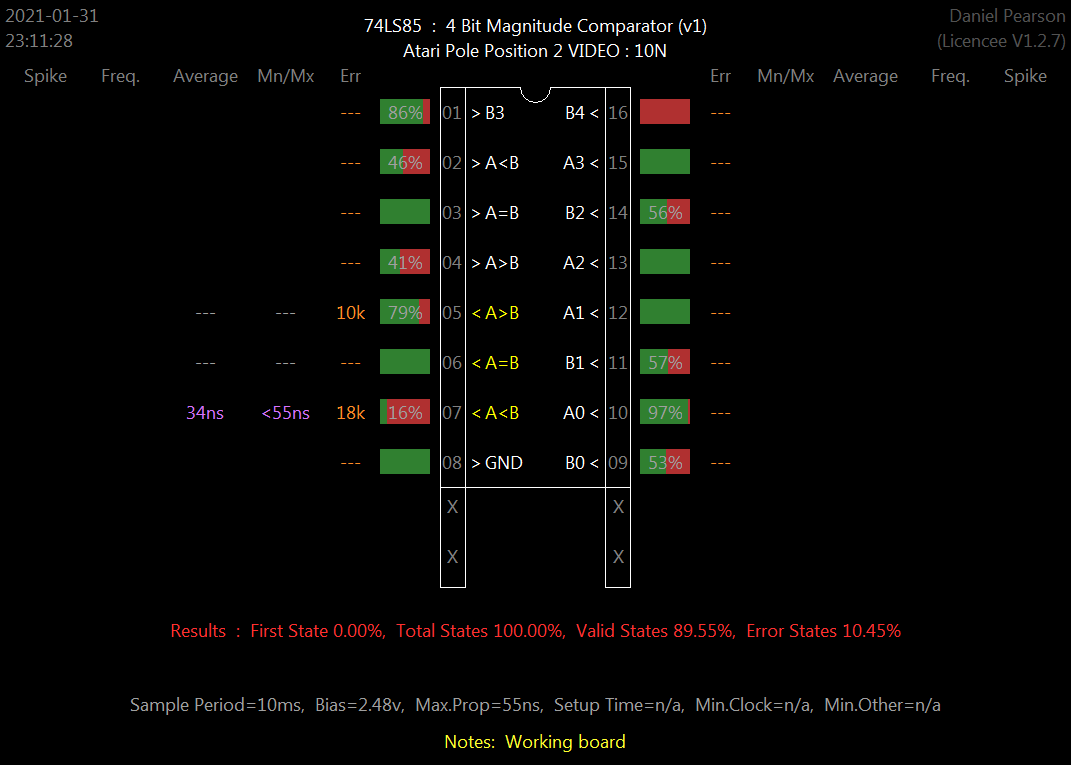 2021-01-31
23:11:28
74LS85 : 4 Bit Magnitude Comparator (v1)
Atari Pole Position 2 VIDEO : 10N
Daniel Pearson
(Licencee V1.2.7)
Spike Freq. Average Mn/Mx Err Err Mn/Mx Average Freq. Spike
--- 86% 01 > B3 B4 < 16 ---
--- 46% 02 > A<B A3 < 15 ---
--- 03 > A=B B2 < 14 56% ---
--- 41% 04 > A>B A2 < 13 ---
--- --- 10k 79% 05 < A>B A1 < 12 ---
--- --- --- 06 < A=B B1 < 11 57% ---
34ns <55ns 18k 16% 07 < A<B A0 < 10 97% ---
--- 08 > GND B0 < 09 53% ---
X X
X X
Results : First State 0.00%, Total States 100.00%, Valid States 89.55%, Error States 10.45%
Sample Period=10ms, Bias=2.48v, Max.Prop=55ns, Setup Time=n/a, Min.Clock=n/a, Min.Other=n/a
Notes: Working board